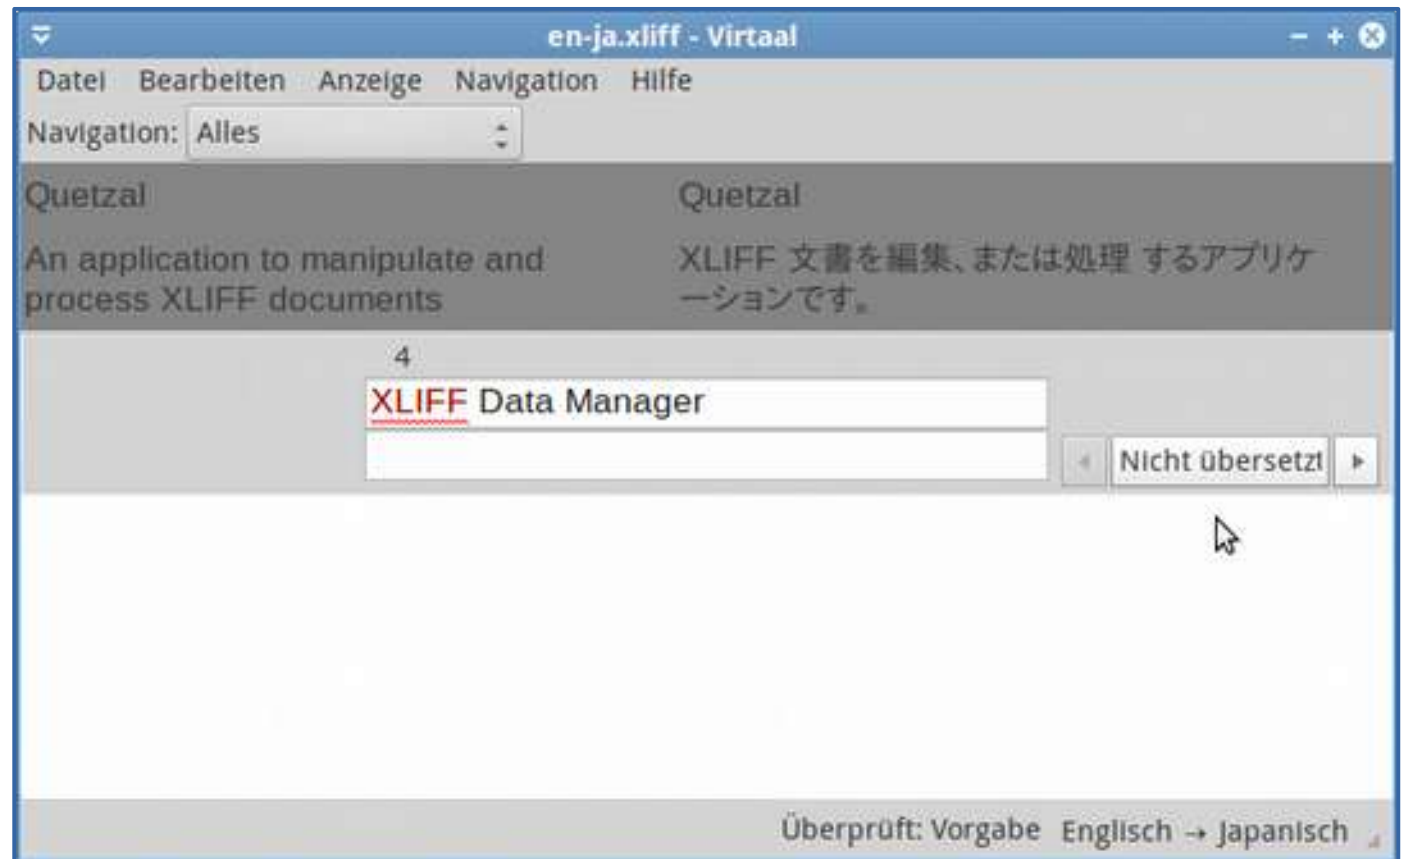 en-ja.xliff - Virtaal
Datei Bearbeiten Anzeige Navigation Hilfe
Navigation: Alles
Quetzal Quetzal
An application to manipulate and XLIFF 文書を編集、または処理 するアプリケ
process XLIFF documents ーションです。
4
XLIFF Data Manager
Nicht übersetzt
Überprüft: Vorgabe Englisch → Japanisch